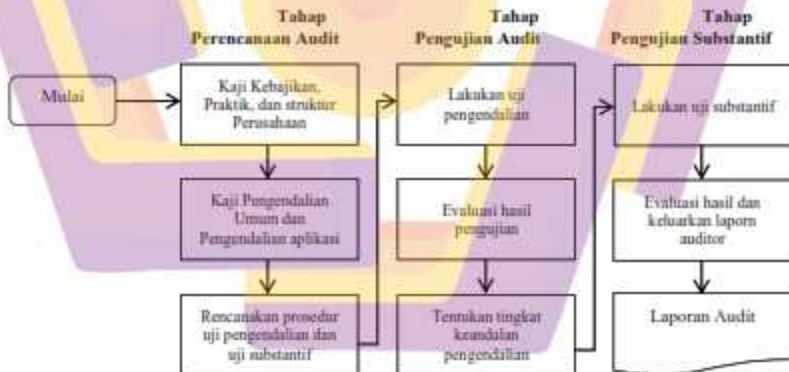 Tahap
Perencanaan Audit
Tahap
Pengujian Audit
Tahap
Pengujian Substantif
Mulai
Kaji Kebajikan,
Praktik, dan struktur
Perusahaan
Kaji Pengendalian
Umum dan
Pengendalian aplikasi
Rencanakan prosedur
uji pengendalian dan
uji substantif
Lakukan uji
pengendalian
Evaluasi hasil
pengujian
Tentukan tingkat
keandalan
pengendalian
Lakukan uji substantif
Evaluasi hasil dan
keluarkan laporn
auditor
Laporan Audit